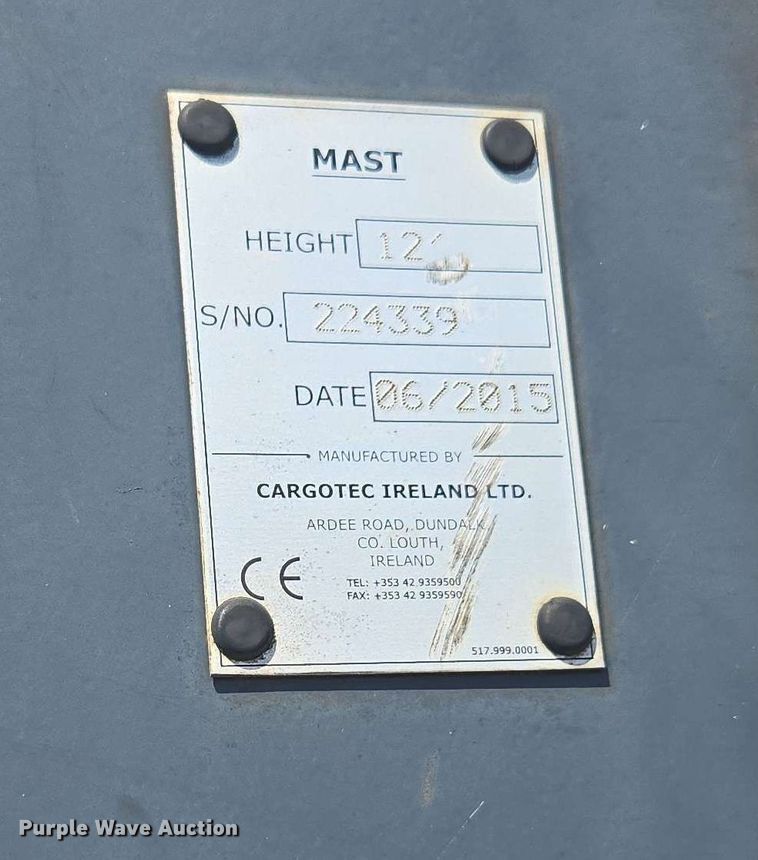 MAST
HEIGHT 12'
S/NO. 224339
DATE 06/2015
MANUFACTURED BY
CARGOTEC IRELAND LTD.
ARDEE ROAD, DUNDALK,
CO. LOUTH,
IRELAND
CE
TEL: +353 42 9359500
FAX: +353 42 9359590
517.999.0001
Purple Wave Auction